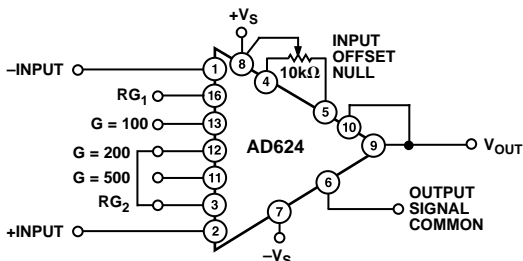 +VS
–INPUT
1
8
4
10kΩ
INPUT
OFFSET
NULL
RG1
16
5
G = 100
13
10
G = 200
12
AD624
9
VOUT
G = 500
11
6
RG2
3
7
OUTPUT
SIGNAL
COMMON
+INPUT
2
–VS